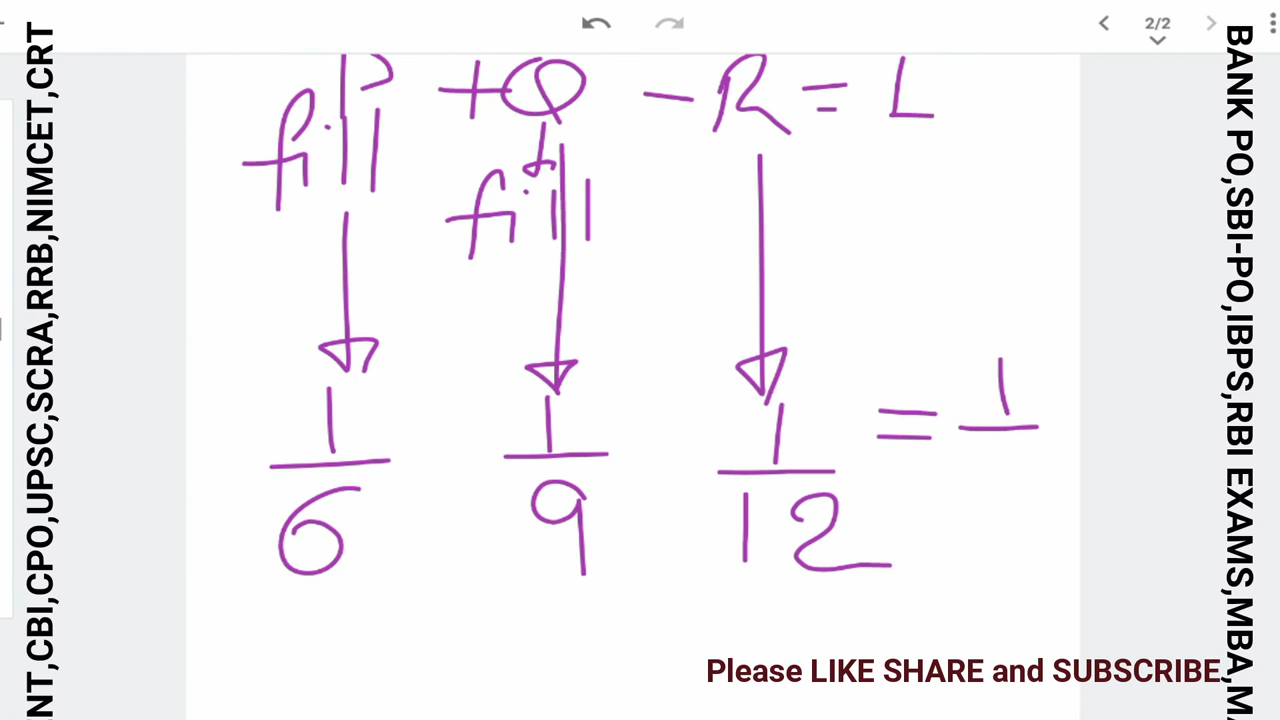 2/2
P + Q - R = L
fill
fill
1/6 1/9 1/12 = 1/
NT,CBI,CPO,UPSC,SCRA,RRB,NIMCET,CRT
BANK PO,SBI-PO,IBPS,RBI EXAMS,MBA,MA
Please LIKE SHARE and SUBSCRIBE